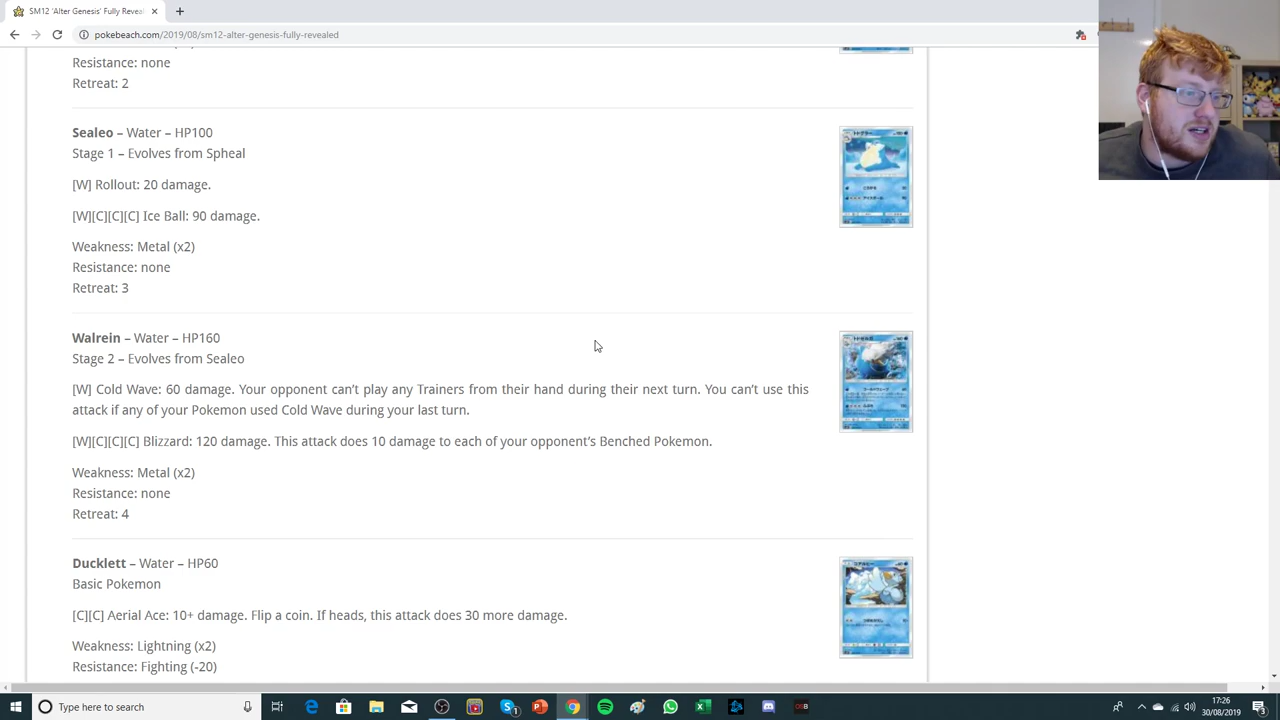 SM12 'Alter Genesis' Fully Reveal
pokebeach.com/2019/08/sm12-alter-genesis-fully-revealed
Resistance: none
Retreat: 2
Sealeo – Water – HP100
Stage 1 – Evolves from Spheal
[W] Rollout: 20 damage.
[W][C][C][C] Ice Ball: 90 damage.
Weakness: Metal (x2)
Resistance: none
Retreat: 3
Walrein – Water – HP160
Stage 2 – Evolves from Sealeo
[W] Cold Wave: 60 damage. Your opponent can't play any Trainers from their hand during their next turn. You can't use this
attack if any of your Pokemon used Cold Wave during your last turn.
[W][C][C][C] Blizzard: 120 damage. This attack does 10 damage to each of your opponent's Benched Pokemon.
Weakness: Metal (x2)
Resistance: none
Retreat: 4
Ducklett – Water – HP60
Basic Pokemon
[C][C] Aerial Ace: 10+ damage. Flip a coin. If heads, this attack does 30 more damage.
Weakness: Lightning (x2)
Resistance: Fighting (-20)
Type here to search
17:26
30/08/2019